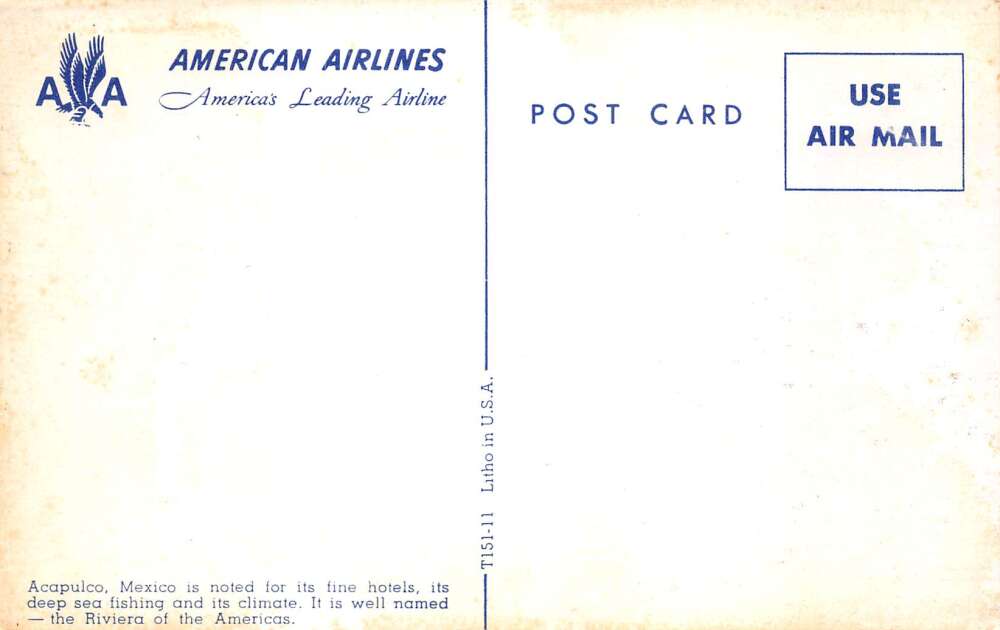 A A
AMERICAN AIRLINES
America's Leading Airline
POST CARD
USE
AIR MAIL
T151-11 Litho in U.S.A.
Acapulco, Mexico is noted for its fine hotels, its
deep sea fishing and its climate. It is well named
— the Riviera of the Americas.